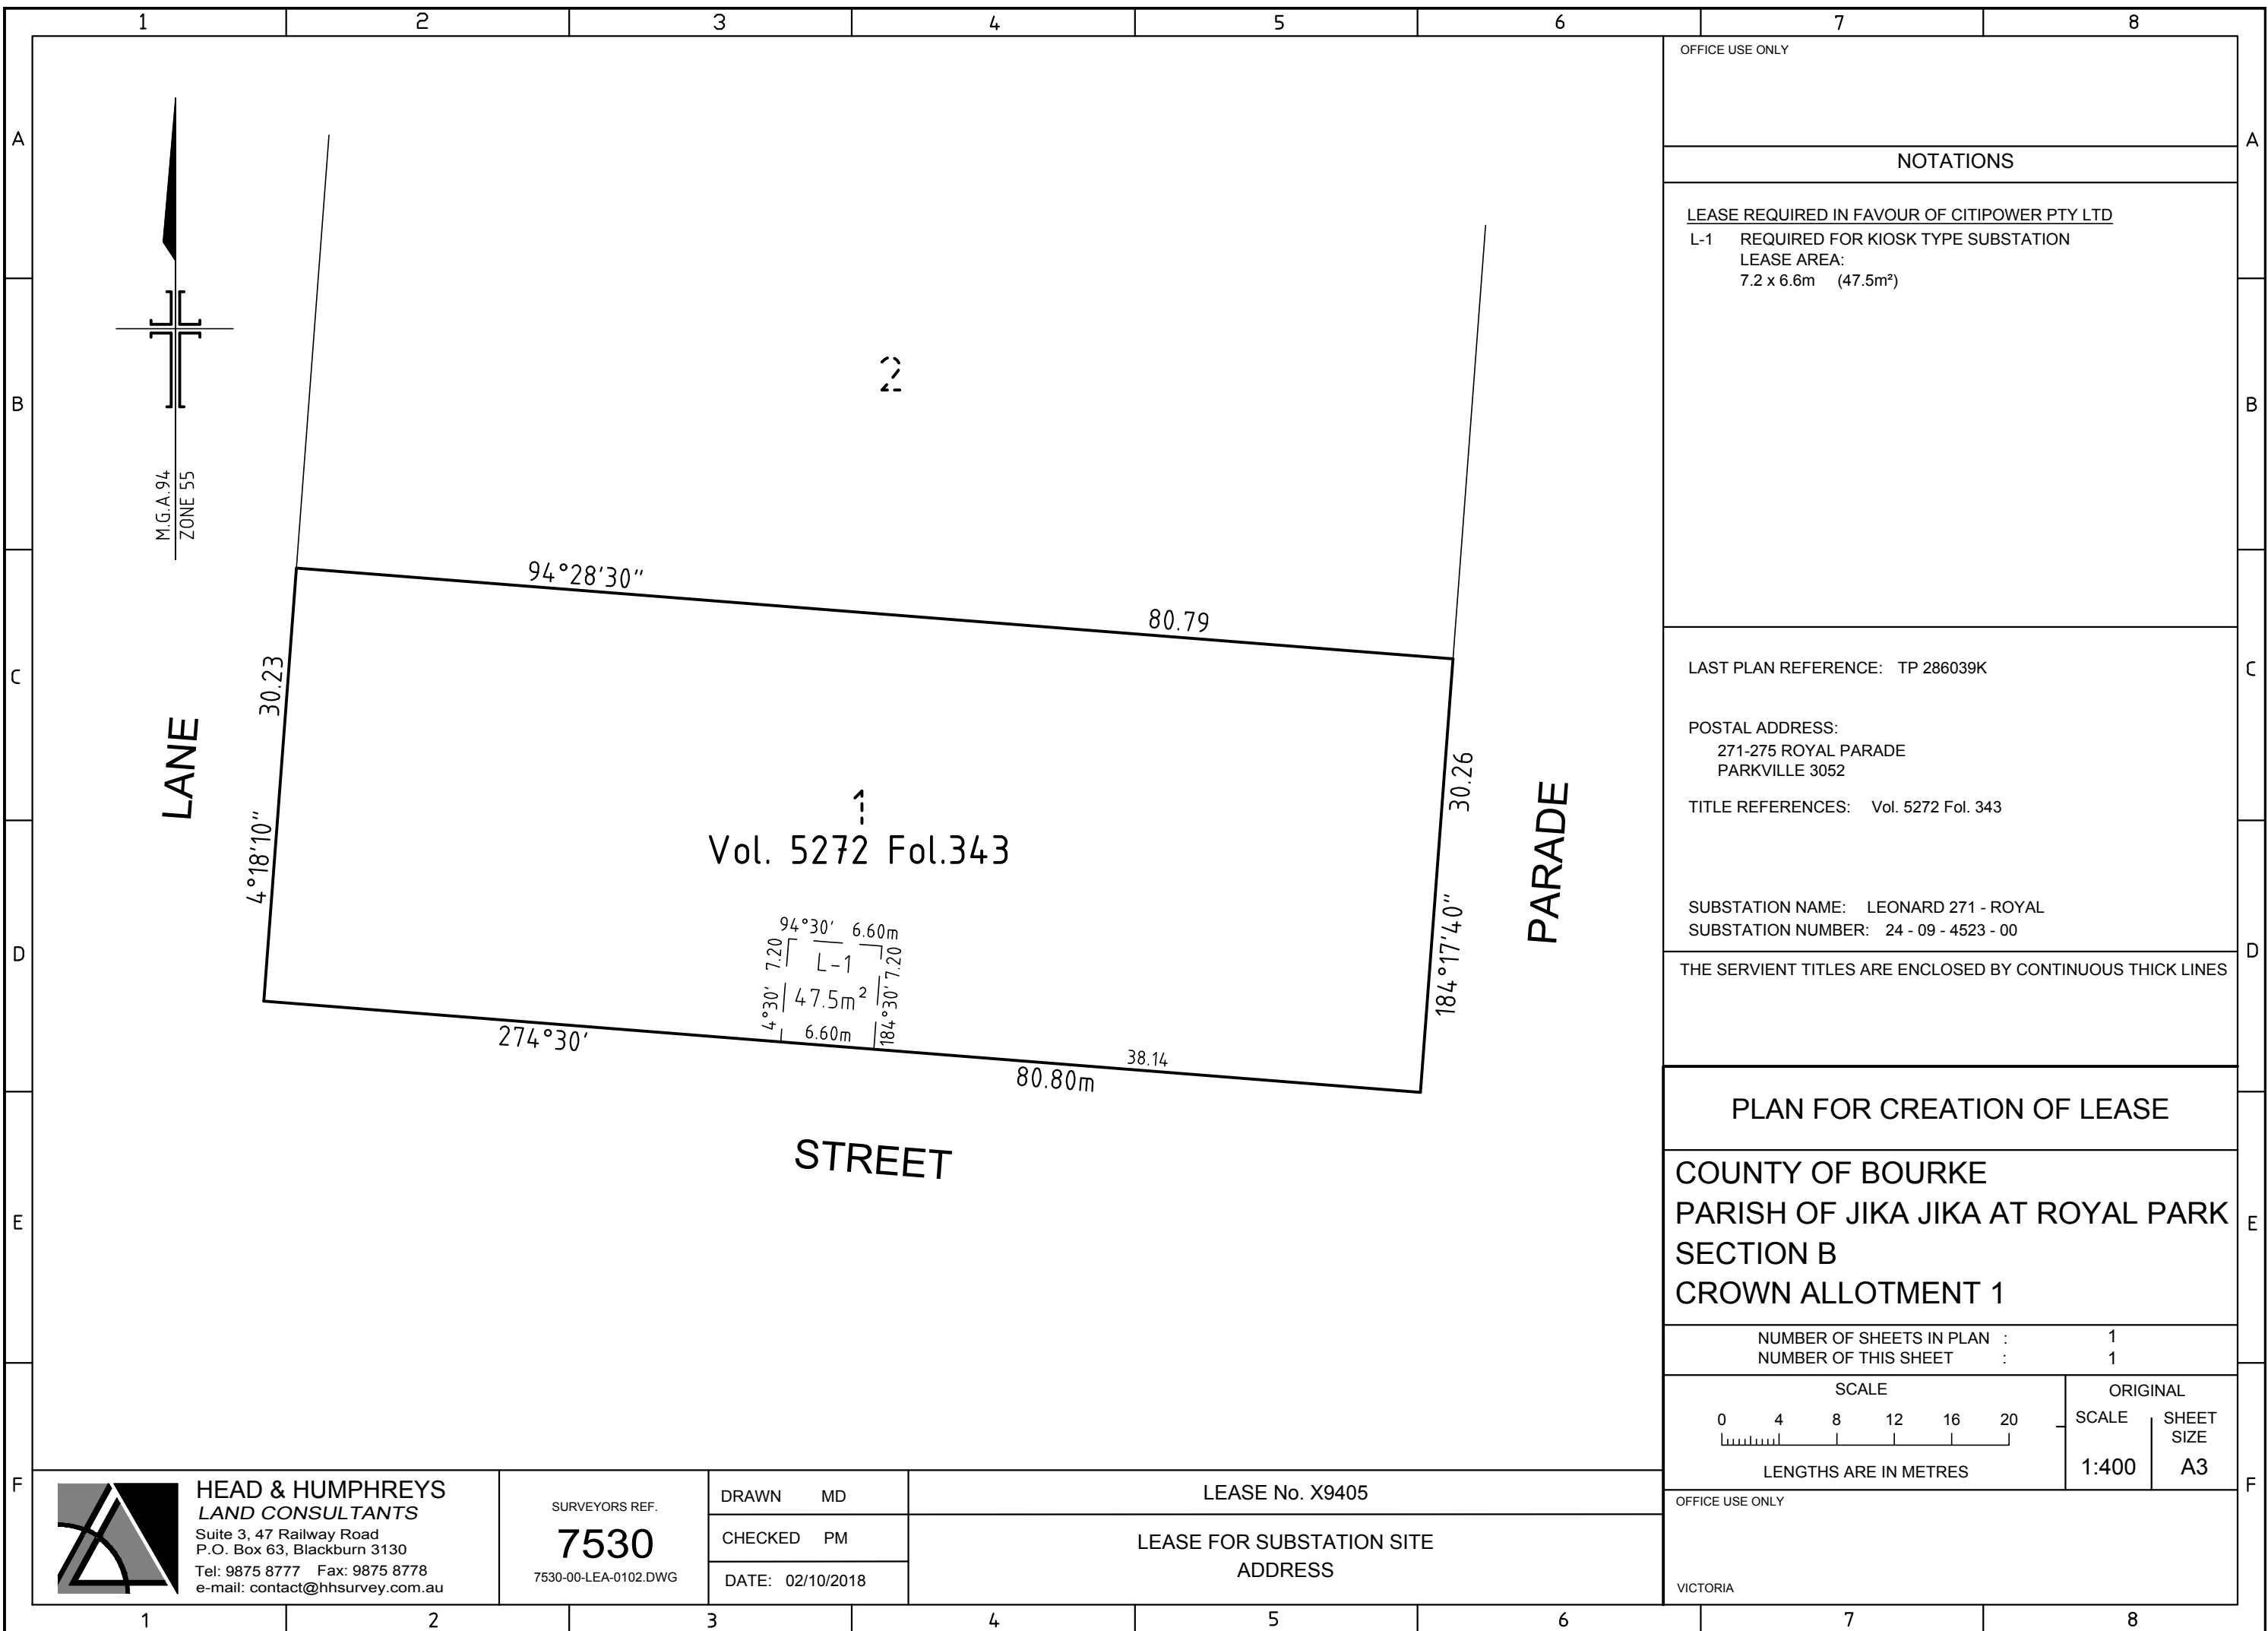 1 2 3 4 5 6 7 8
A
B
C
D
E
F
M.G.A.94
ZONE 55
2
94°28'30"
80.79
30.23
4°18'10"
LANE
1
Vol. 5272 Fol.343
30.26
184°17'40"
PARADE
94°30' 6.60m
7.20
L-1
7.20
4°30'
47.5m²
184°30'
6.60m
274°30'
38.14
80.80m
STREET
OFFICE USE ONLY
NOTATIONS
LEASE REQUIRED IN FAVOUR OF CITIPOWER PTY LTD
L-1 REQUIRED FOR KIOSK TYPE SUBSTATION
LEASE AREA:
7.2 x 6.6m (47.5m²)
LAST PLAN REFERENCE: TP 286039K
POSTAL ADDRESS:
271-275 ROYAL PARADE
PARKVILLE 3052
TITLE REFERENCES: Vol. 5272 Fol. 343
SUBSTATION NAME: LEONARD 271 - ROYAL
SUBSTATION NUMBER: 24 - 09 - 4523 - 00
THE SERVIENT TITLES ARE ENCLOSED BY CONTINUOUS THICK LINES
PLAN FOR CREATION OF LEASE
COUNTY OF BOURKE
PARISH OF JIKA JIKA AT ROYAL PARK
SECTION B
CROWN ALLOTMENT 1
NUMBER OF SHEETS IN PLAN : 1
NUMBER OF THIS SHEET : 1
SCALE
0 4 8 12 16 20
LENGTHS ARE IN METRES
ORIGINAL
SCALE
1:400
SHEET
SIZE
A3
OFFICE USE ONLY
VICTORIA
HEAD & HUMPHREYS
LAND CONSULTANTS
Suite 3, 47 Railway Road
P.O. Box 63, Blackburn 3130
Tel: 9875 8777 Fax: 9875 8778
e-mail: contact@hhsurvey.com.au
SURVEYORS REF.
7530
7530-00-LEA-0102.DWG
DRAWN MD
CHECKED PM
DATE: 02/10/2018
LEASE No. X9405
LEASE FOR SUBSTATION SITE
ADDRESS
A
B
C
D
E
F
1 2 3 4 5 6 7 8